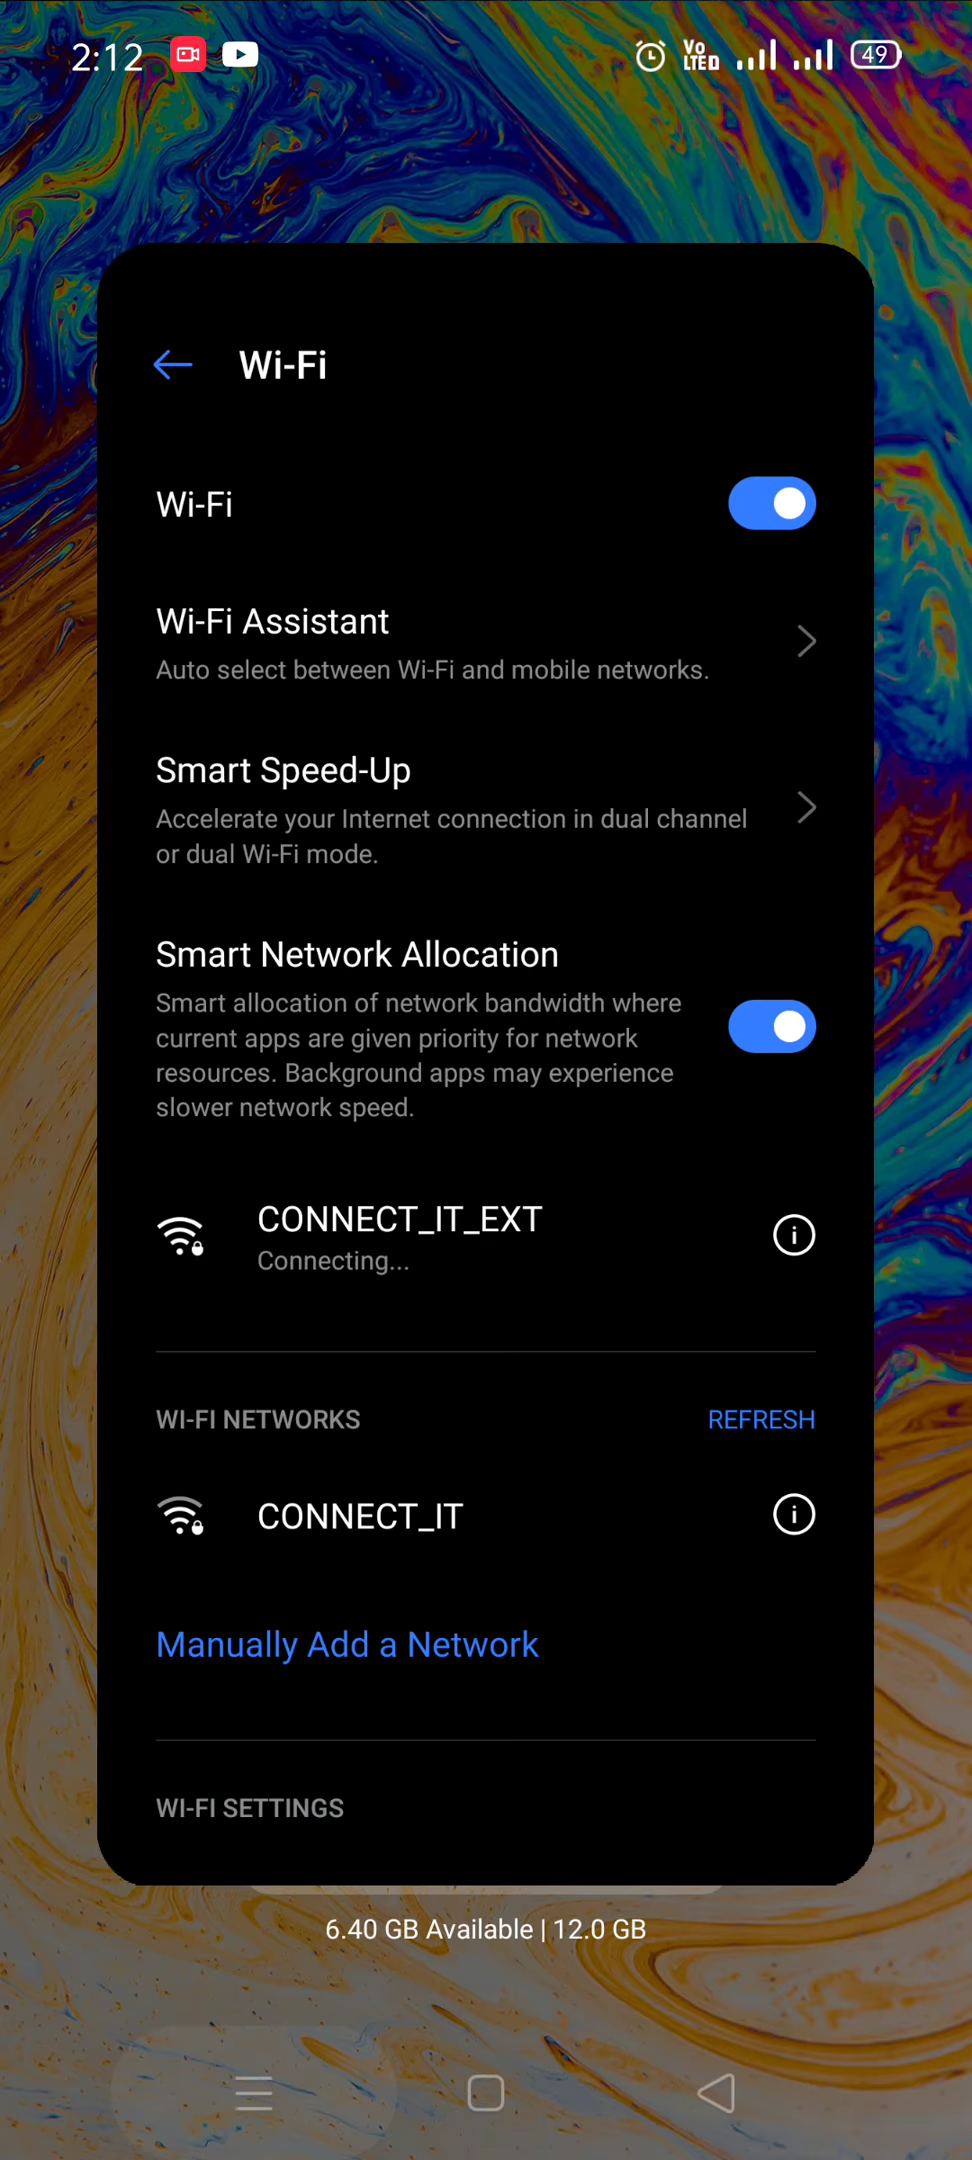 2:12
Vo
LTED
49
Wi-Fi
Wi-Fi
Wi-Fi Assistant
Auto select between Wi-Fi and mobile networks.
Smart Speed-Up
Accelerate your Internet connection in dual channel
or dual Wi-Fi mode.
Smart Network Allocation
Smart allocation of network bandwidth where
current apps are given priority for network
resources. Background apps may experience
slower network speed.
CONNECT_IT_EXT
Connecting...
WI-FI NETWORKS REFRESH
CONNECT_IT
Manually Add a Network
WI-FI SETTINGS
6.40 GB Available | 12.0 GB